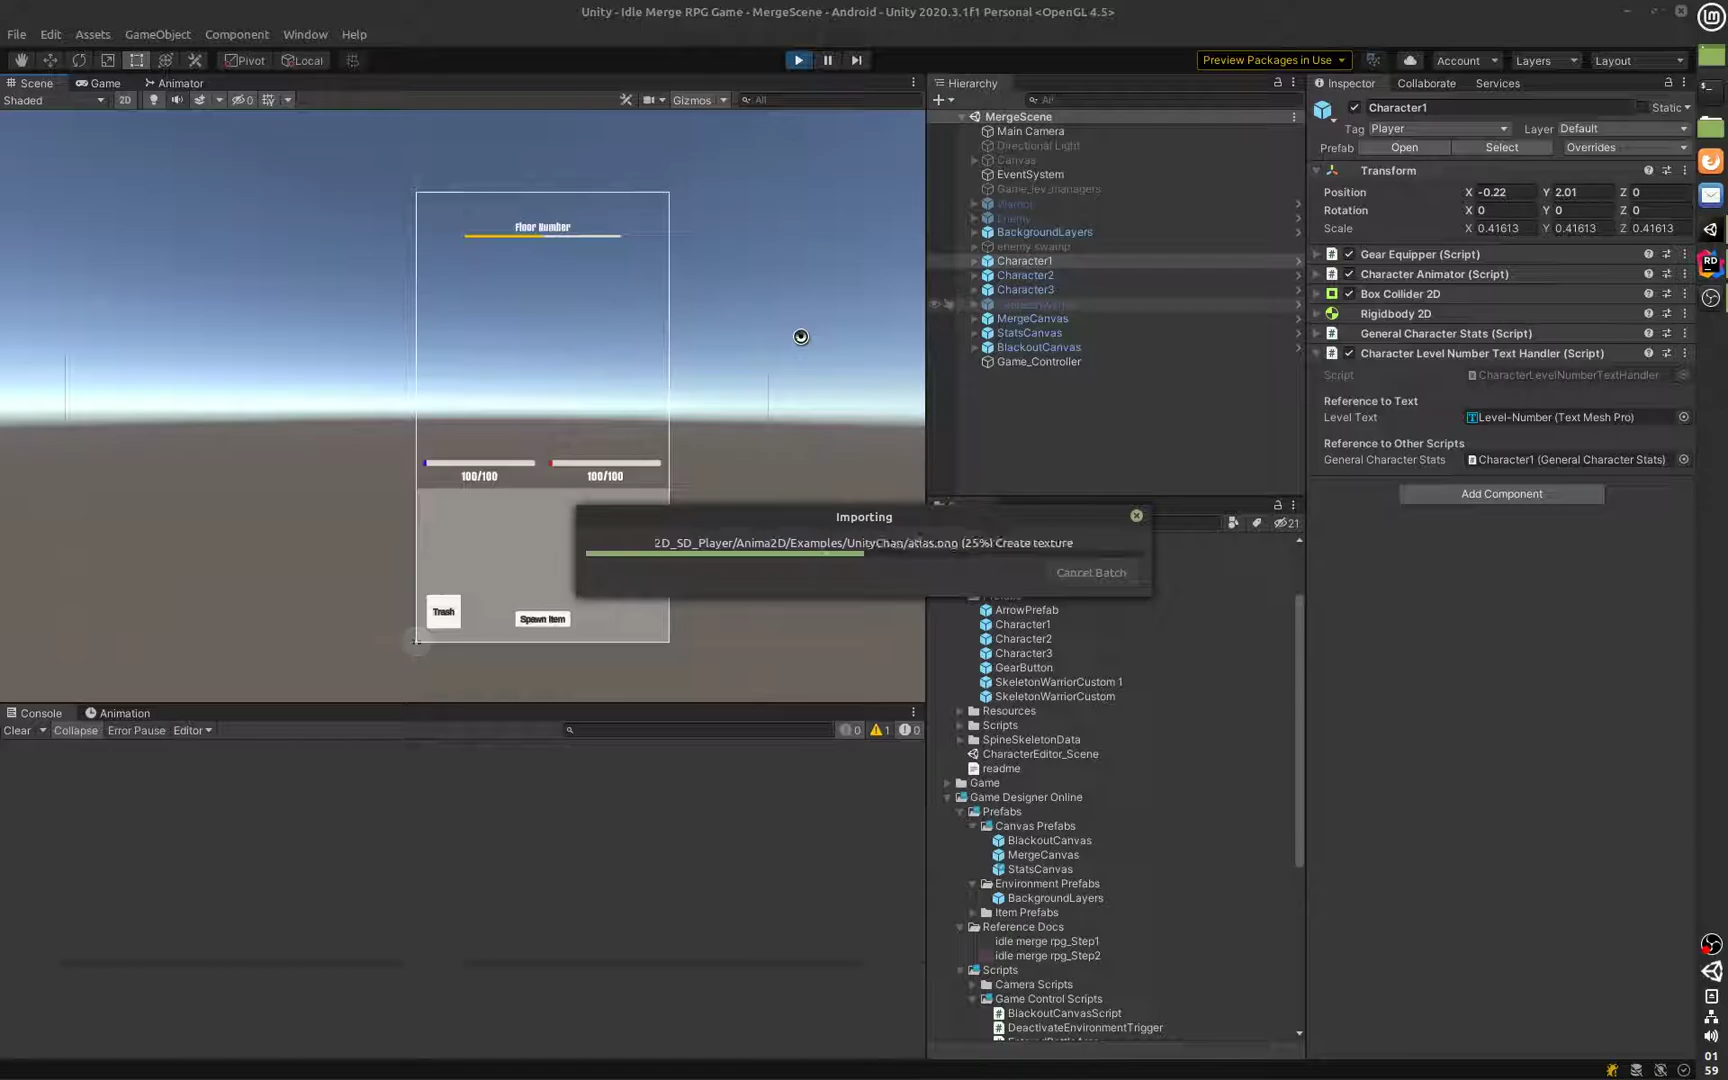 Unity - Idle Merge RPG Game - MergeScene - Android - Unity 2020.3.1f1 Personal <OpenGL 4.5>
File Edit Assets GameObject Component Window Help
Pivot Local
Preview Packages in Use Account Layers Layout
Scene Game Animator
Shaded 2D 0 Gizmos All
Floor Number
100/100 100/100
Trash Spawn Item
Importing
2D_SD_Player/Anima2D/Examples/UnityChan/atlas.png (25%) Create texture
Cancel Batch
Console Animation
Clear Collapse Error Pause Editor 0 1 0
Hierarchy
All
MergeScene
Main Camera
Directional Light
Canvas
EventSystem
Game_lev_managers
Warrior
Enemy
BackgroundLayers
enemy swamp
Character1
Character2
Character3
MergeCanvas
StatsCanvas
BlackoutCanvas
Game_Controller
21
ArrowPrefab
Character1
Character2
Character3
GearButton
SkeletonWarriorCustom 1
SkeletonWarriorCustom
Resources
Scripts
SpineSkeletonData
CharacterEditor_Scene
readme
Game
Game Designer Online
Prefabs
Canvas Prefabs
BlackoutCanvas
MergeCanvas
StatsCanvas
Environment Prefabs
BackgroundLayers
Item Prefabs
Reference Docs
idle merge rpg_Step1
idle merge rpg_Step2
Scripts
Camera Scripts
Game Control Scripts
BlackoutCanvasScript
DeactivateEnvironmentTrigger
Inspector Collaborate Services
Character1 Static
Tag Player Layer Default
Prefab Open Select Overrides
Transform
Position X -0.22 Y 2.01 Z 0
Rotation X 0 Y 0 Z 0
Scale X 0.41613 Y 0.41613 Z 0.41613
Gear Equipper (Script)
Character Animator (Script)
Box Collider 2D
Rigidbody 2D
General Character Stats (Script)
Character Level Number Text Handler (Script)
Script CharacterLevelNumberTextHandler
Reference to Text
Level Text Level-Number (Text Mesh Pro)
Reference to Other Scripts
General Character Stats Character1 (General Character Stats)
Add Component
RD
01
59